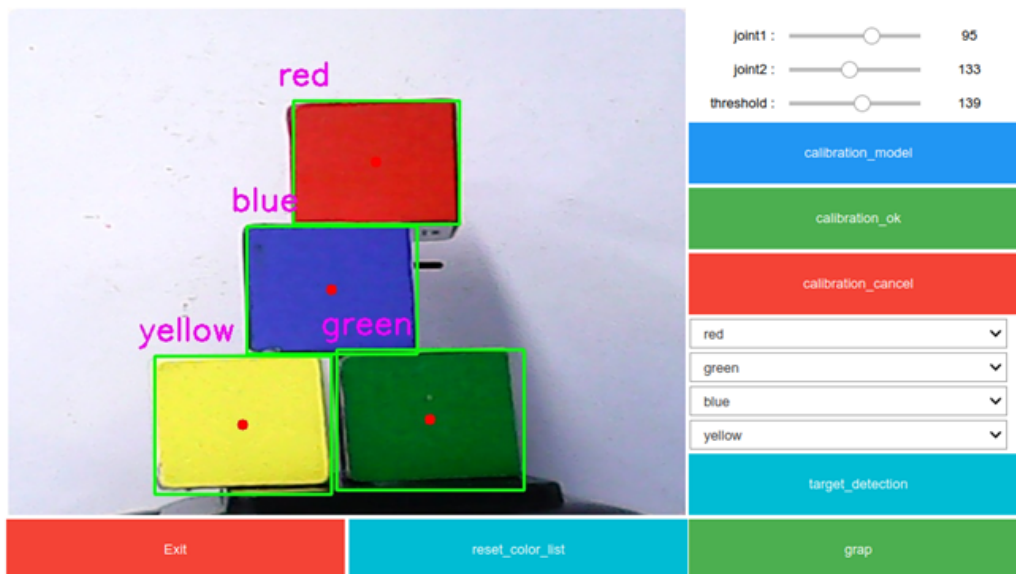 red
blue
yellow
green
joint1 : 95
joint2 : 133
threshold : 139
calibration_model
calibration_ok
calibration_cancel
red
green
blue
yellow
target_detection
Exit
reset_color_list
grap